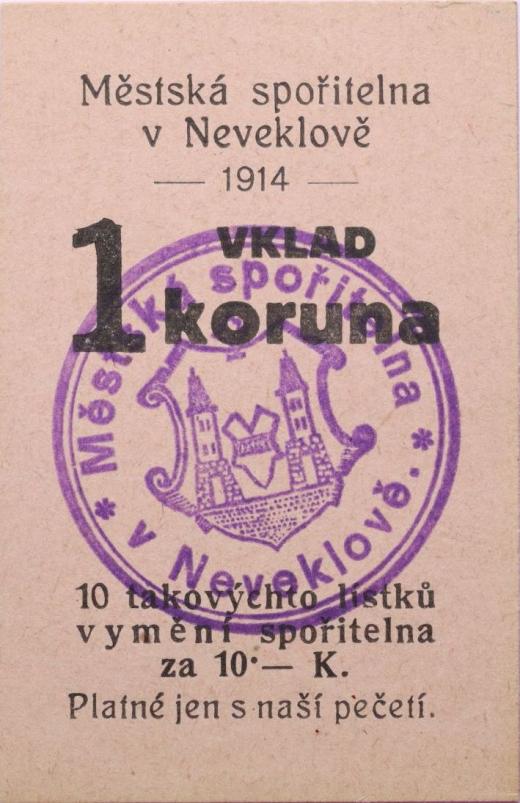 Městská spořitelna
v Neveklově
— 1914 —
1 VKLAD
koruna
Městská spořitelna
* v Neveklově. *
10 takovýchto lístků
vymění spořitelna
za 10·— K.
Platné jen s naší pečetí.